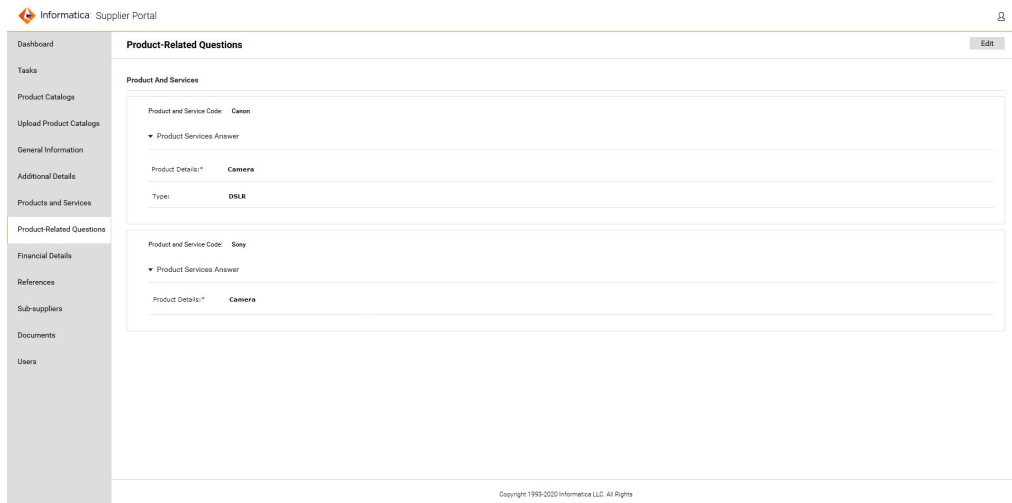 Informatica Supplier Portal
Dashboard
Tasks
Product Catalogs
Upload Product Catalogs
General Information
Additional Details
Products and Services
Product-Related Questions
Financial Details
References
Sub-suppliers
Documents
Users
Product-Related Questions
Edit
Product And Services
Product and Service Code: Canon
Product Services Answer
Product Details:* Camera
Type: DSLR
Product and Service Code: Sony
Product Services Answer
Product Details:* Camera
Copyright 1993-2020 Informatica LLC. All Rights